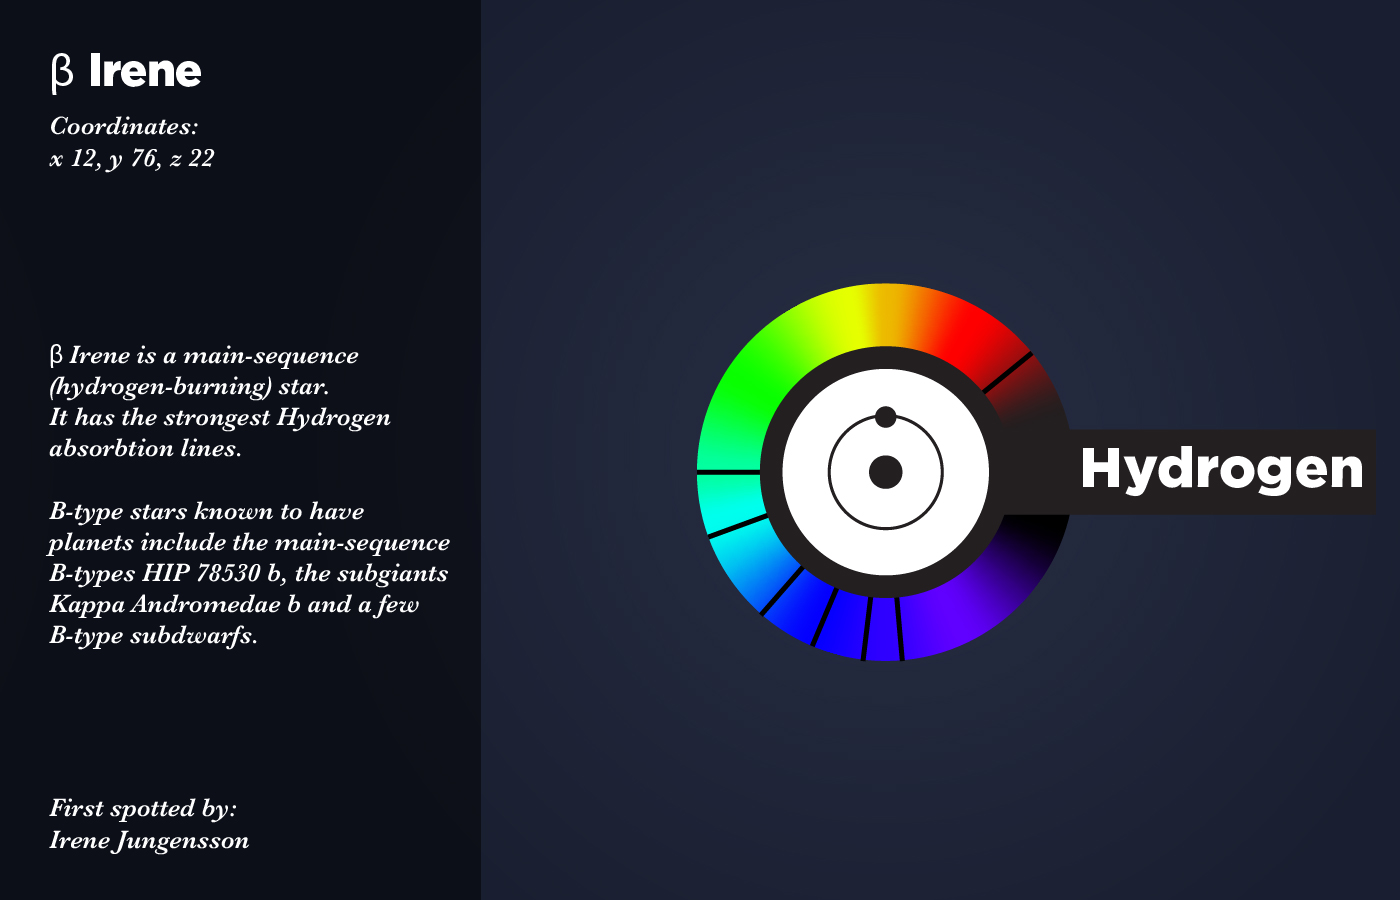 β Irene
Coordinates:
x 12, y 76, z 22
β Irene is a main-sequence
(hydrogen-burning) star.
It has the strongest Hydrogen
absorbtion lines.
B-type stars known to have
planets include the main-sequence
B-types HIP 78530 b, the subgiants
Kappa Andromedae b and a few
B-type subdwarfs.
First spotted by:
Irene Jungensson
Hydrogen